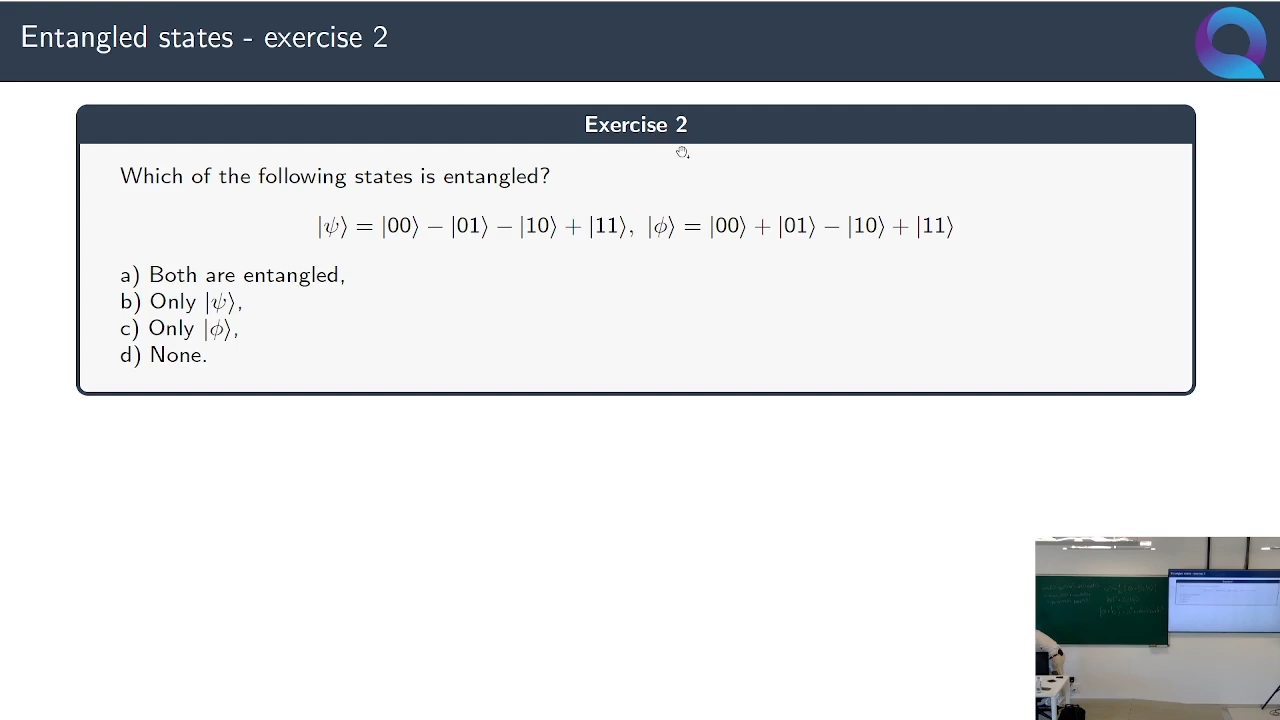 Entangled states - exercise 2
Exercise 2
Which of the following states is entangled?
|ψ⟩ = |00⟩ − |01⟩ − |10⟩ + |11⟩, |ϕ⟩ = |00⟩ + |01⟩ − |10⟩ + |11⟩
a) Both are entangled,
b) Only |ψ⟩,
c) Only |ϕ⟩,
d) None.